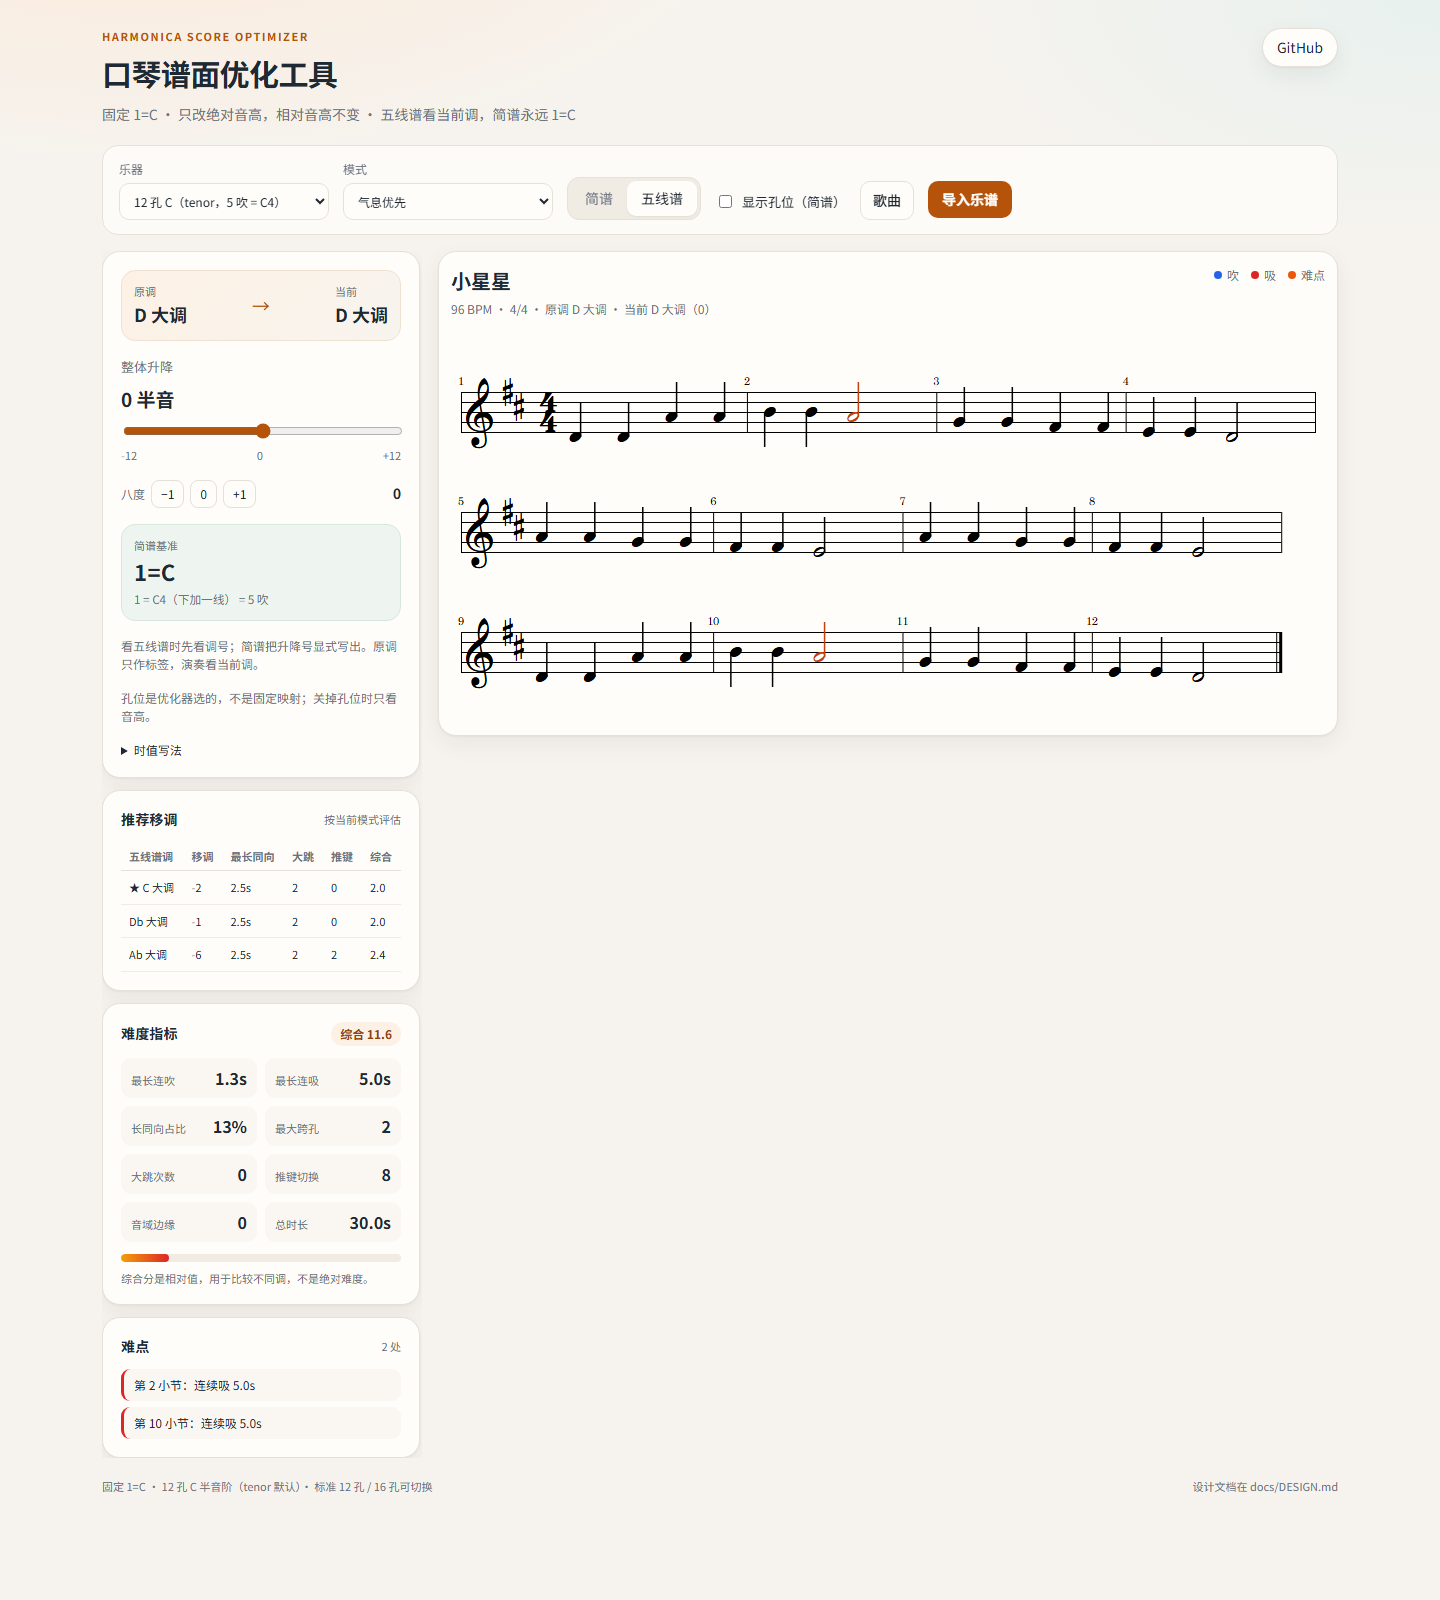 HARMONICA SCORE OPTIMIZER
GitHub
口琴谱面优化工具
固定 1=C · 只改绝对音高，相对音高不变 · 五线谱看当前调，简谱永远 1=C
乐器
模式
12 孔 C（tenor，5 吹 = C4）
气息优先
简谱
五线谱
显示孔位（简谱）
歌曲
导入乐谱
原调
D 大调
→
当前
D 大调
整体升降
0 半音
-12
0
+12
八度
−1
0
+1
0
简谱基准
1=C
1 = C4（下加一线） = 5 吹
看五线谱时先看调号；简谱把升降号显式写出。原调
只作标签，演奏看当前调。
孔位是优化器选的，不是固定映射；关掉孔位时只看
音高。
▶ 时值写法
推荐移调
按当前模式评估
五线谱调 移调 最长同向 大跳 推键 综合
★ C 大调 -2 2.5s 2 0 2.0
Db 大调 -1 2.5s 2 0 2.0
Ab 大调 -6 2.5s 2 2 2.4
难度指标
综合 11.6
最长连吹 1.3s
最长连吸 5.0s
长同向占比 13%
最大跨孔 2
大跳次数 0
推键切换 8
音域边缘 0
总时长 30.0s
综合分是相对值，用于比较不同调，不是绝对难度。
难点
2 处
第 2 小节：连续吸 5.0s
第 10 小节：连续吸 5.0s
小星星
吹
吸
难点
96 BPM · 4/4 · 原调 D 大调 · 当前 D 大调（0）
1 2 3 4
4
4
5 6 7 8
9 10 11 12
固定 1=C · 12 孔 C 半音阶（tenor 默认）· 标准 12 孔 / 16 孔可切换
设计文档在 docs/DESIGN.md